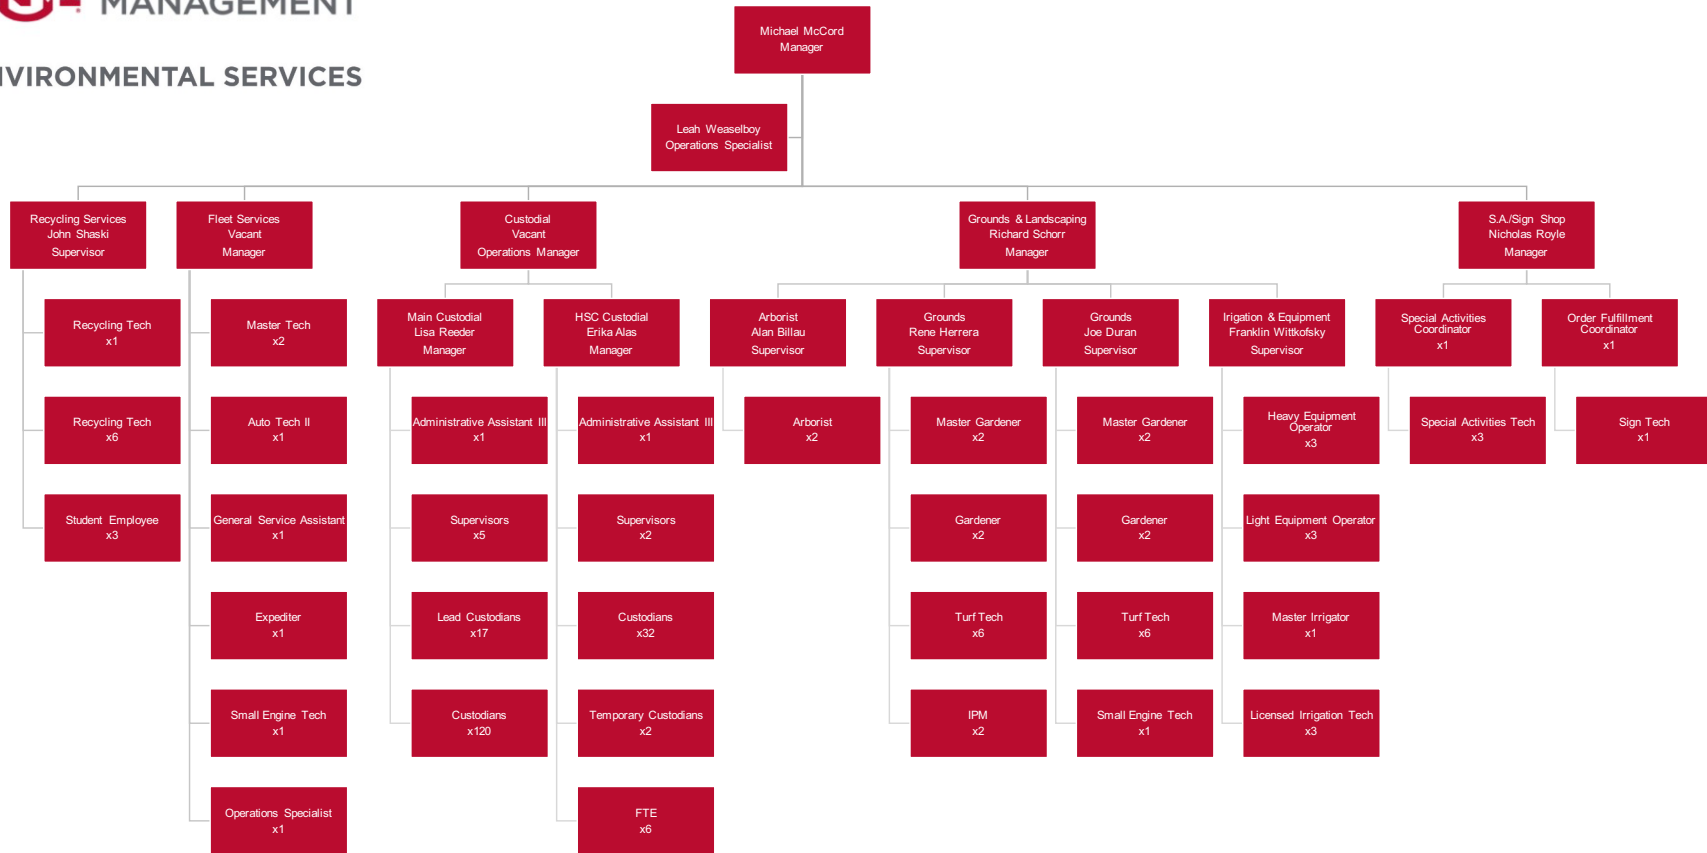 MANAGEMENT
NVIRONMENTAL SERVICES
Michael McCord
Manager
Leah Weaselboy
Operations Specialist
Recycling Services
John Shaski
Supervisor
Fleet Services
Vacant
Manager
Custodial
Vacant
Operations Manager
Grounds & Landscaping
Richard Schorr
Manager
S.A./Sign Shop
Nicholas Royle
Manager
Recycling Tech
x1
Recycling Tech
x6
Student Employee
x3
Master Tech
x2
Auto Tech II
x1
General Service Assistant
x1
Expediter
x1
Small Engine Tech
x1
Operations Specialist
x1
Main Custodial
Lisa Reeder
Manager
Administrative Assistant III
x1
Supervisors
x5
Lead Custodians
x17
Custodians
x120
HSC Custodial
Erika Alas
Manager
Administrative Assistant III
x1
Supervisors
x2
Custodians
x32
Temporary Custodians
x2
FTE
x6
Arborist
Alan Billau
Supervisor
Arborist
x2
Grounds
Rene Herrera
Supervisor
Master Gardener
x2
Gardener
x2
Turf Tech
x6
IPM
x2
Grounds
Joe Duran
Supervisor
Master Gardener
x2
Gardener
x2
Turf Tech
x6
Small Engine Tech
x1
Irigation & Equipment
Franklin Wittkofsky
Supervisor
Heavy Equipment
Operator
x3
Light Equipment Operator
x3
Master Irrigator
x1
Licensed Irrigation Tech
x3
Special Activities
Coordinator
x1
Special Activities Tech
x3
Order Fulfillment
Coordinator
x1
Sign Tech
x1